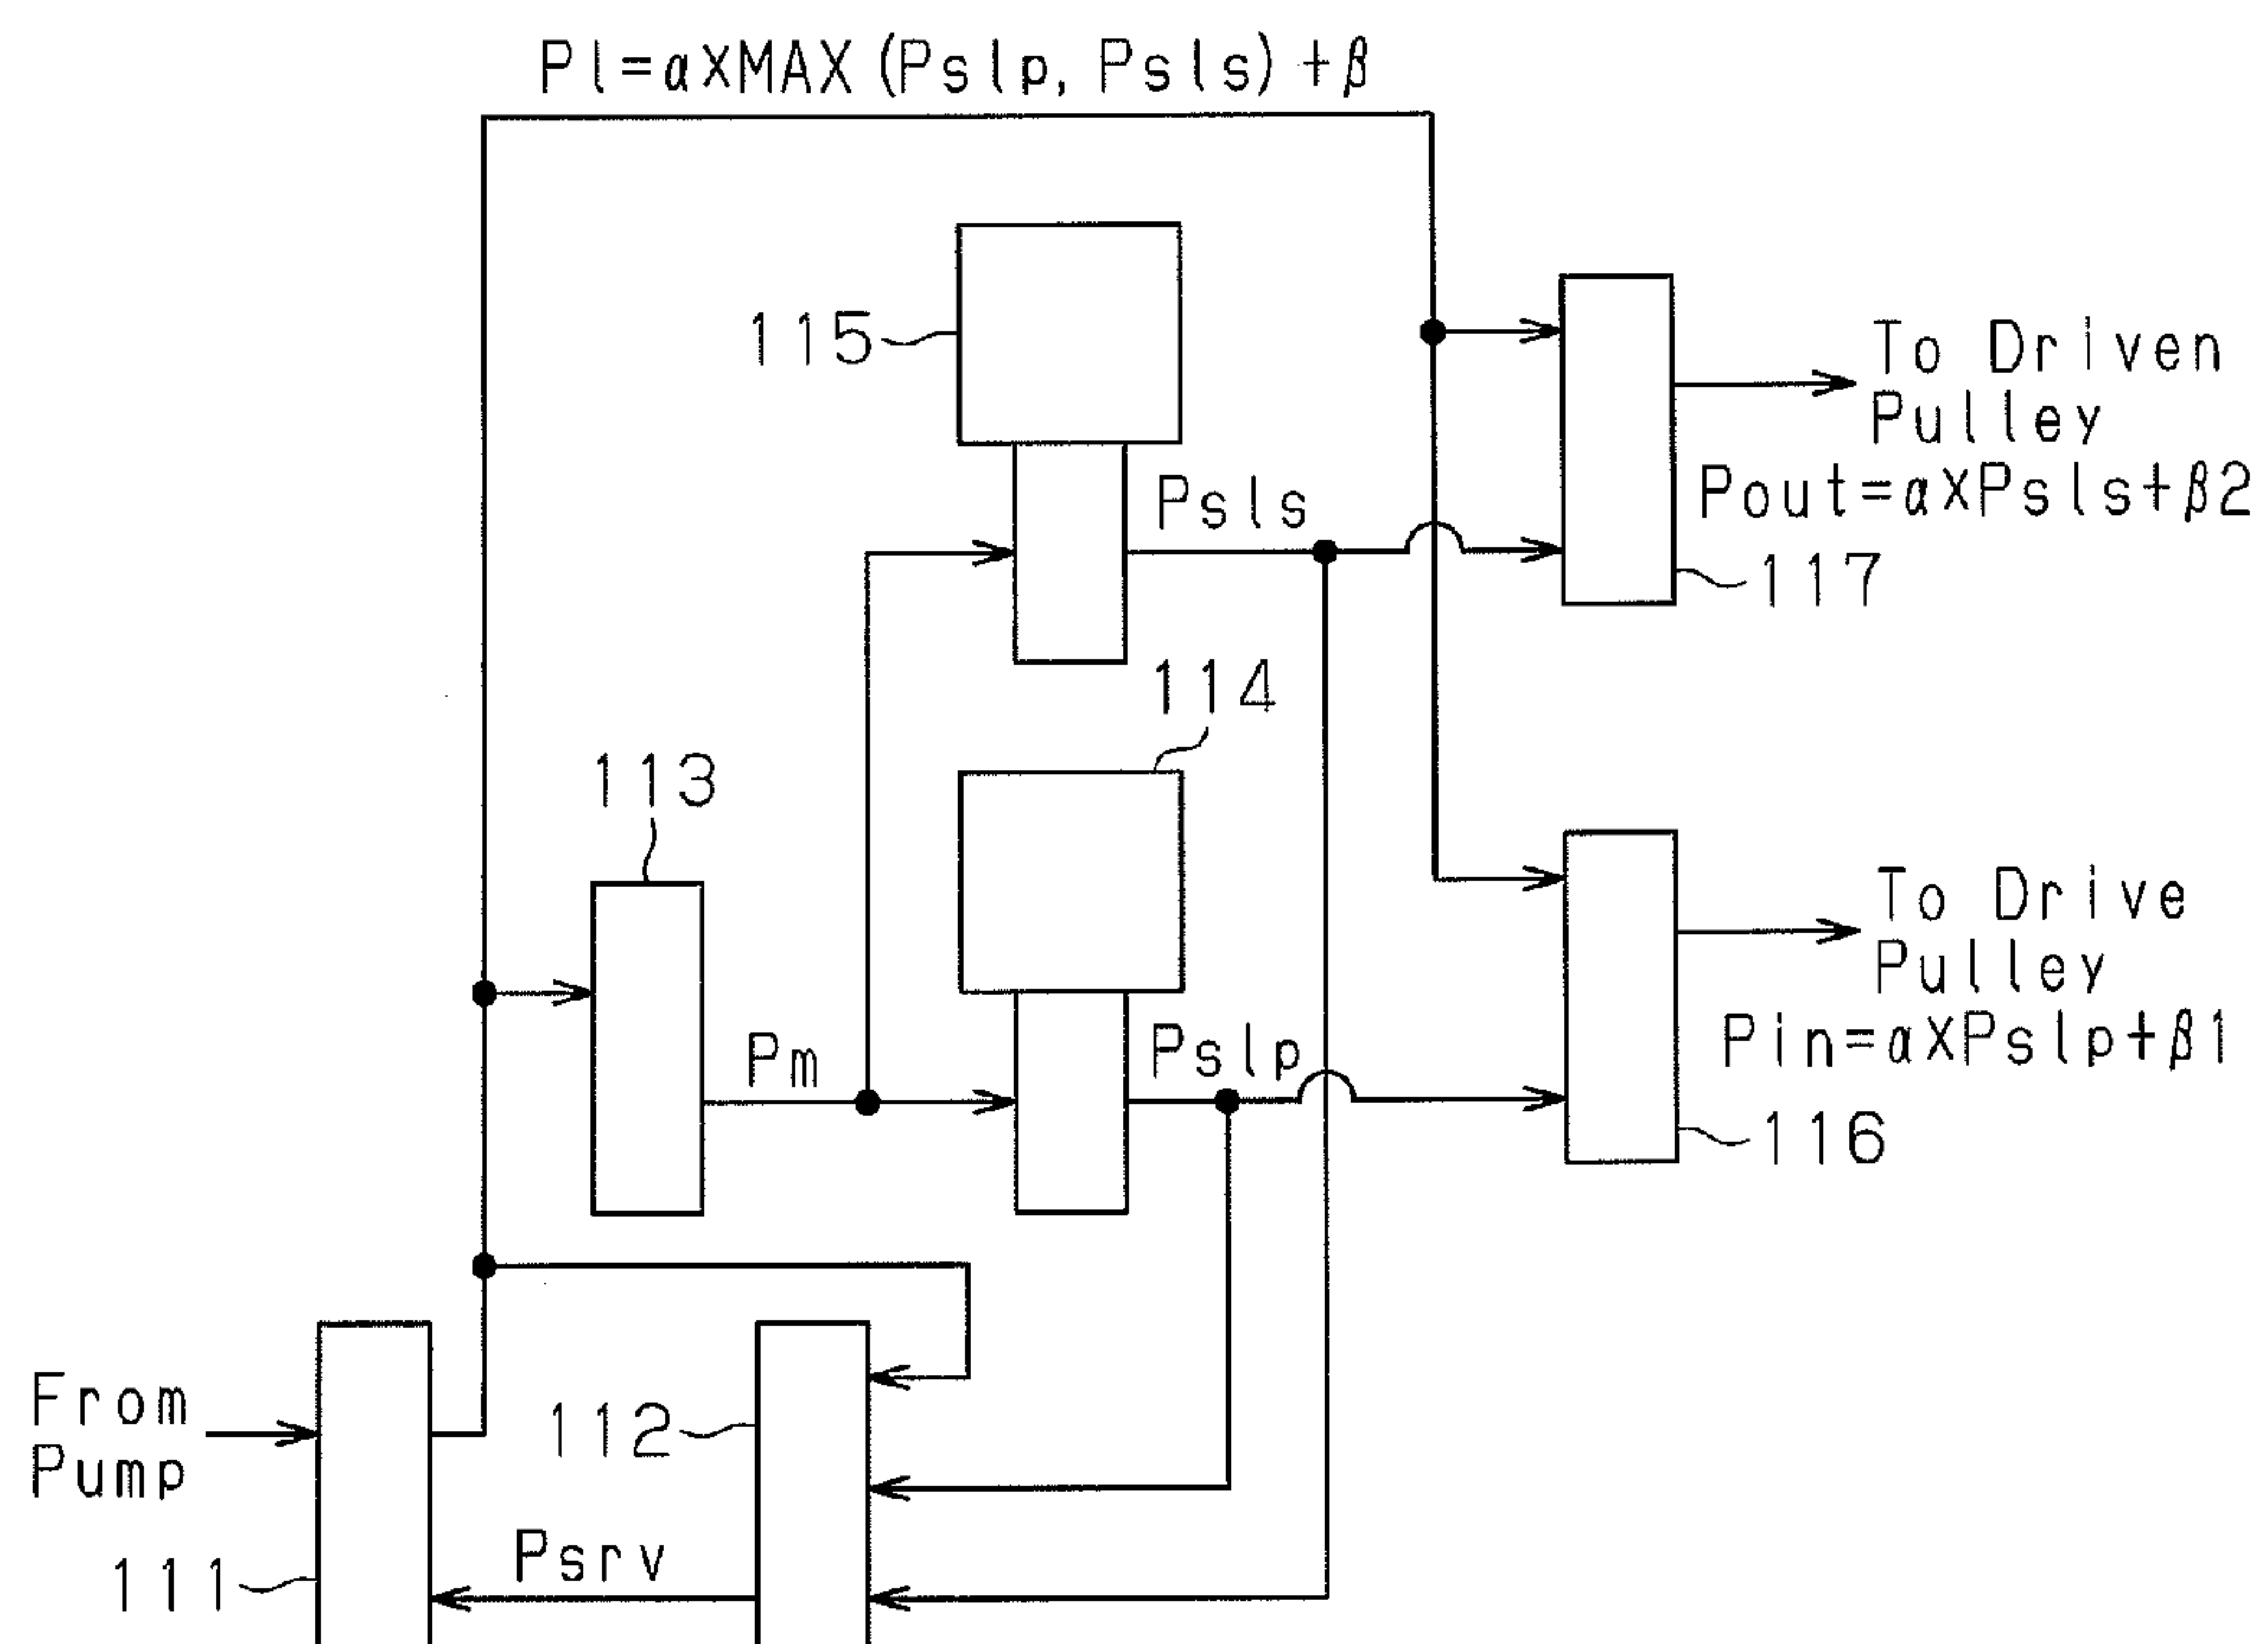 Pl=αXMAX(Pslp, Psls)+β
115
To Driven
Pulley
Pout=αXPsls+β2
Psls
117
114
113
To Drive
Pulley
Pin=αXPslp+β1
Pm
Pslp
116
From
Pump
112
Psrv
111